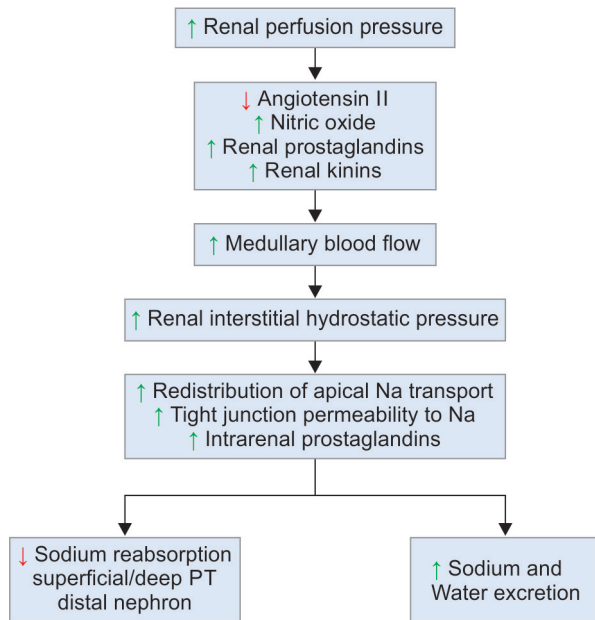 ↑ Renal perfusion pressure
↓ Angiotensin II
↑ Nitric oxide
↑ Renal prostaglandins
↑ Renal kinins
↑ Medullary blood flow
↑ Renal interstitial hydrostatic pressure
↑ Redistribution of apical Na transport
↑ Tight junction permeability to Na
↑ Intrarenal prostaglandins
↓ Sodium reabsorption
superficial/deep PT
distal nephron
↑ Sodium and
Water excretion